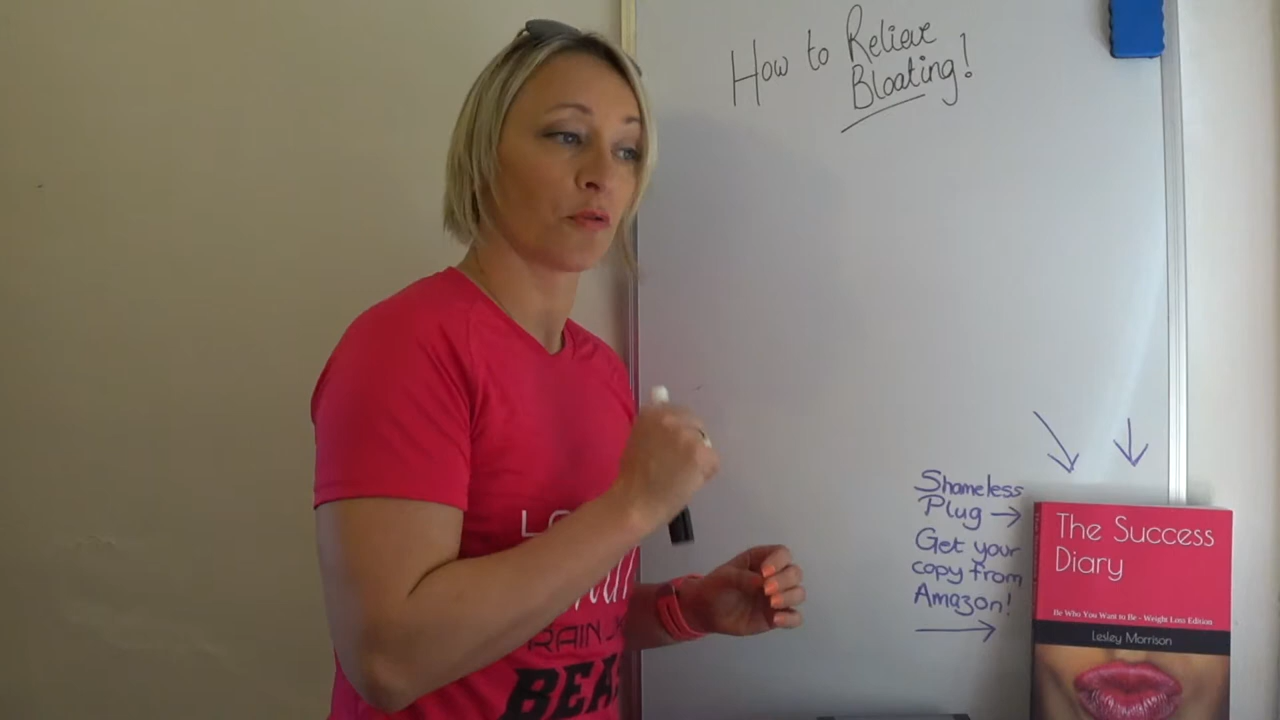 How to Relieve
Bloating!
Shameless
Plug →
Get your
copy from
Amazon!
The Success
Diary
Be Who You Want to Be - Weight Loss Edition
Lesley Morrison